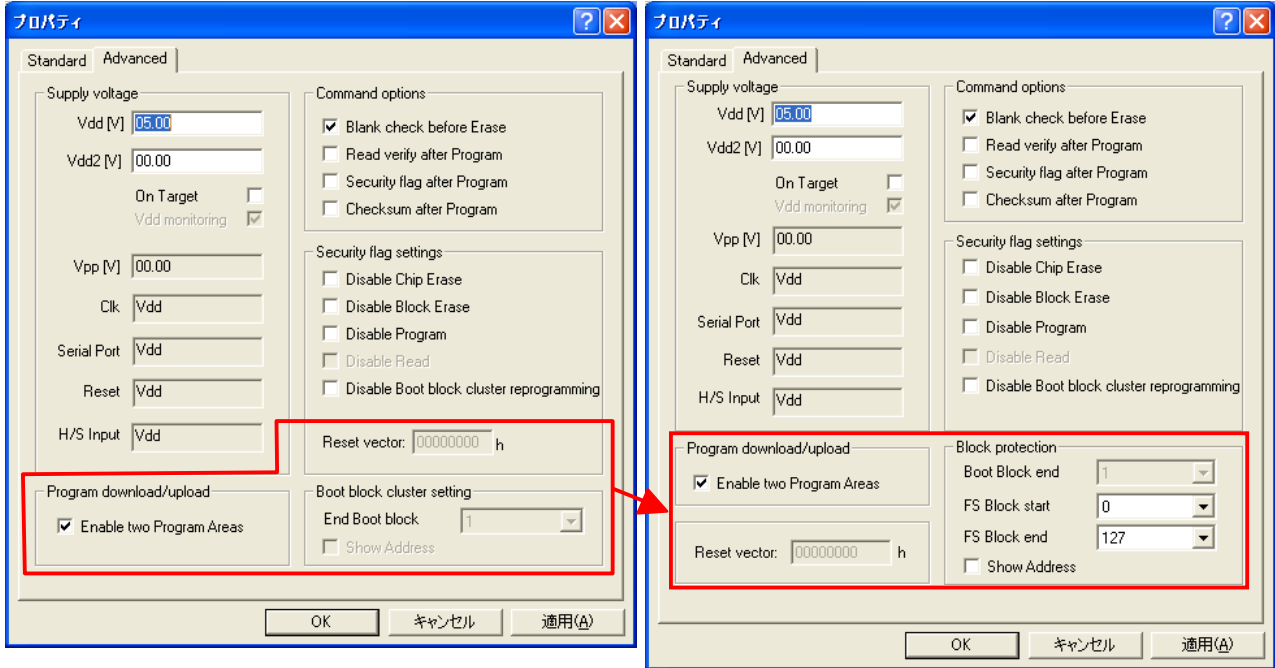 プロパティ
Standard
Advanced
Supply voltage
Vdd [V] 05.00
Vdd2 [V] 00.00
On Target
Vdd monitoring
Vpp [V] 00.00
Clk Vdd
Serial Port Vdd
Reset Vdd
H/S Input Vdd
Command options
Blank check before Erase
Read verify after Program
Security flag after Program
Checksum after Program
Security flag settings
Disable Chip Erase
Disable Block Erase
Disable Program
Disable Read
Disable Boot block cluster reprogramming
Reset vector: 00000000 h
Program download/upload
Enable two Program Areas
Boot block cluster setting
End Boot block 1
Show Address
OK
キャンセル
適用(A)
プロパティ
Standard
Advanced
Supply voltage
Vdd [V] 05.00
Vdd2 [V] 00.00
On Target
Vdd monitoring
Vpp [V] 00.00
Clk Vdd
Serial Port Vdd
Reset Vdd
H/S Input Vdd
Command options
Blank check before Erase
Read verify after Program
Security flag after Program
Checksum after Program
Security flag settings
Disable Chip Erase
Disable Block Erase
Disable Program
Disable Read
Disable Boot block cluster reprogramming
Program download/upload
Enable two Program Areas
Reset vector: 00000000 h
Block protection
Boot Block end 1
FS Block start 0
FS Block end 127
Show Address
OK
キャンセル
適用(A)